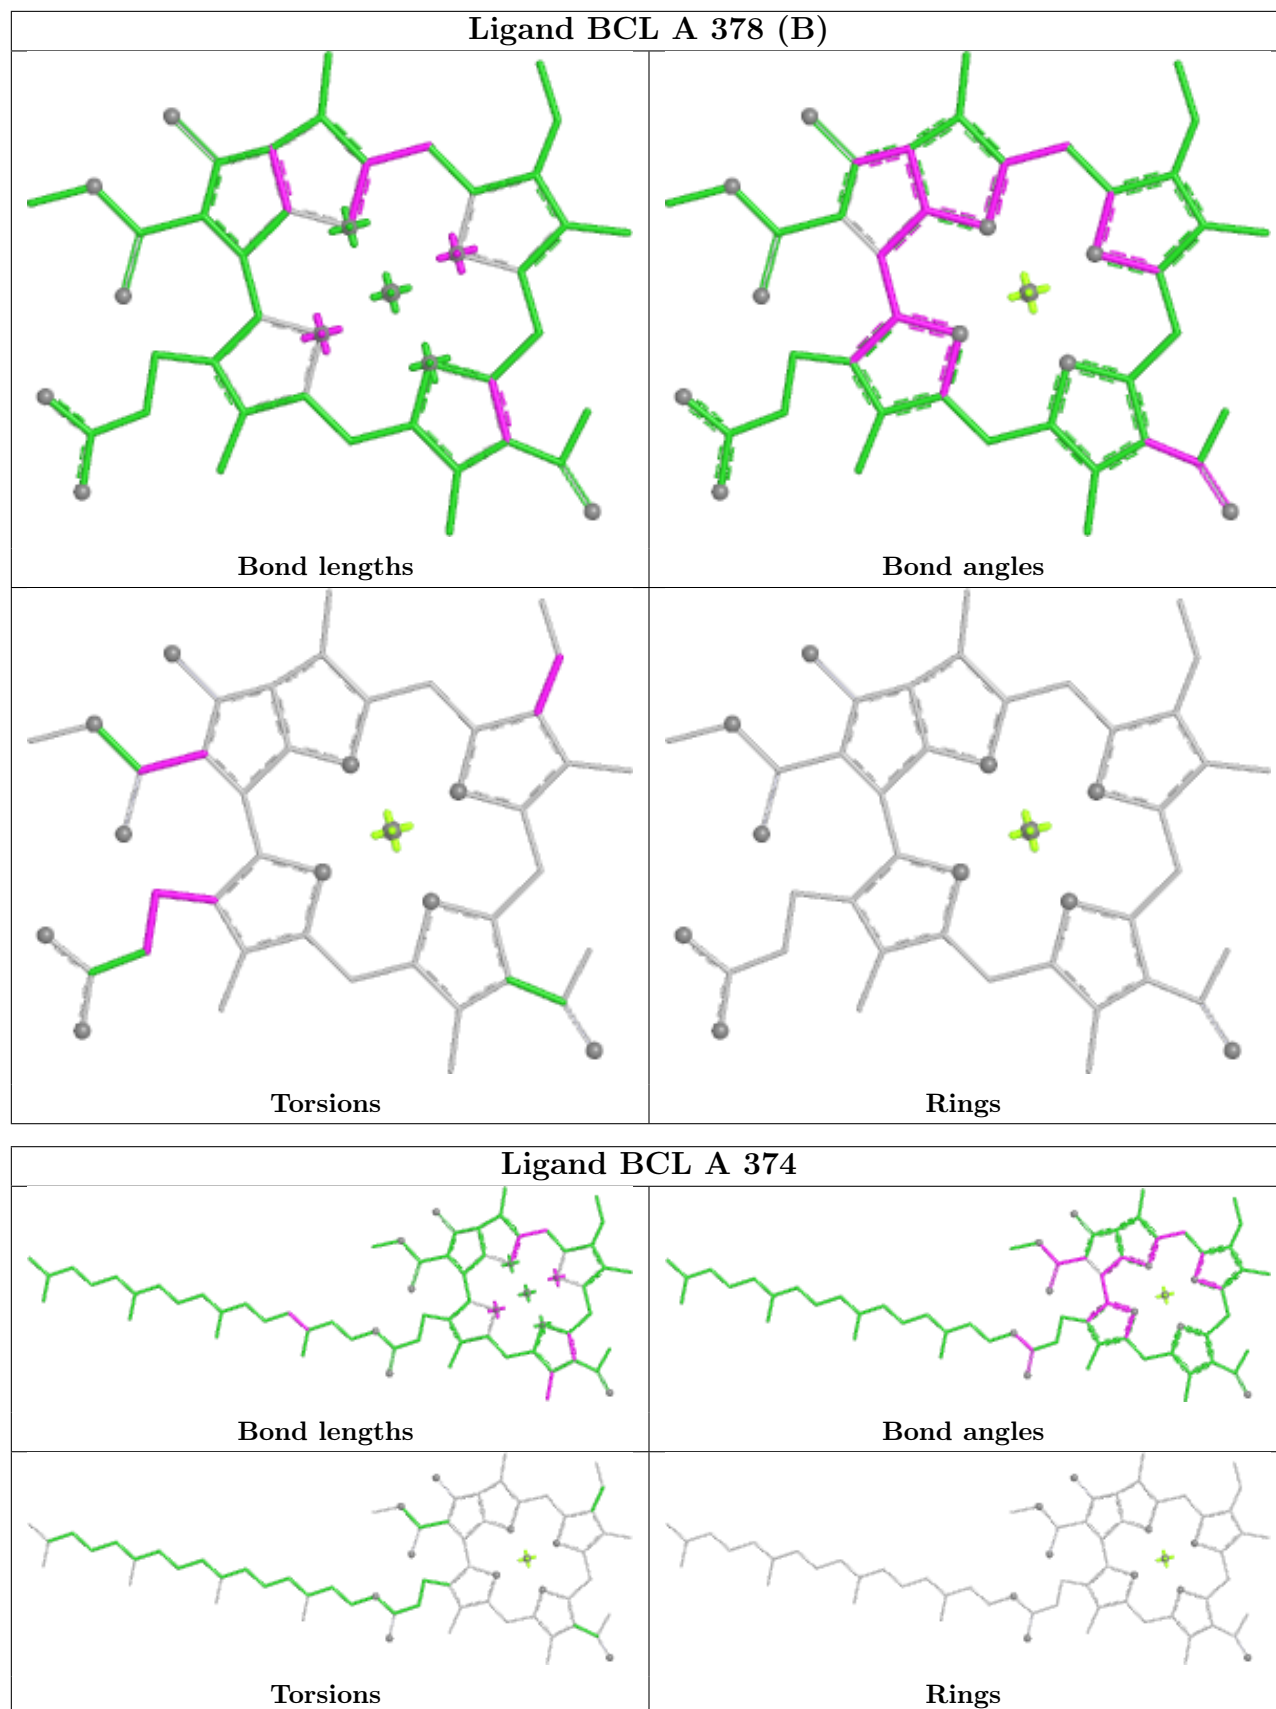 Ligand BCL A 378 (B)
Bond lengths
Bond angles
Torsions
Rings
Ligand BCL A 374
Bond lengths
Bond angles
Torsions
Rings